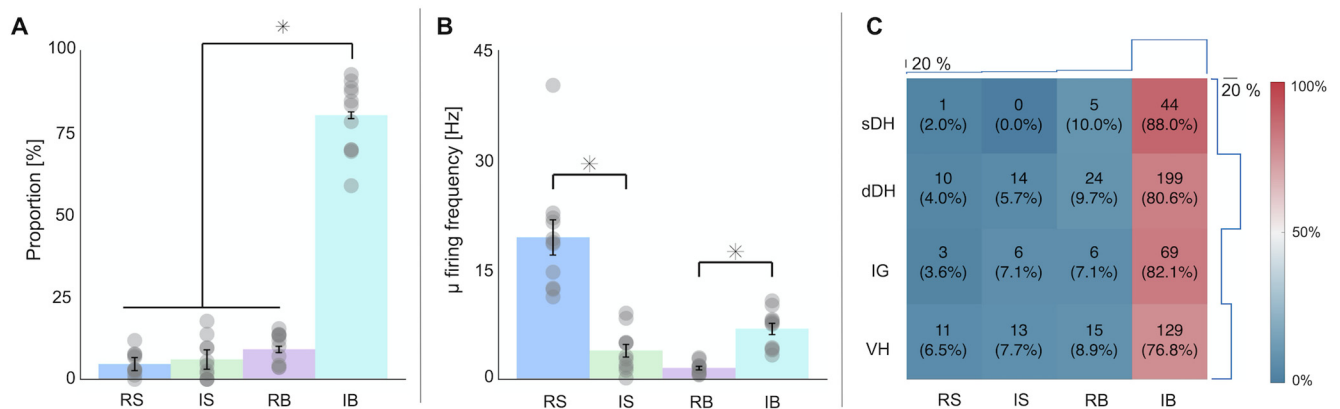 A
100
75
50
25
0
Proportion [%]
RS IS RB IB
*
B
45
30
15
0
µ firing frequency [Hz]
RS IS RB IB
*
*
C
20 %
20 %
sDH
dDH
IG
VH
1 0 5 44
(2.0%) (0.0%) (10.0%) (88.0%)
10 14 24 199
(4.0%) (5.7%) (9.7%) (80.6%)
3 6 6 69
(3.6%) (7.1%) (7.1%) (82.1%)
11 13 15 129
(6.5%) (7.7%) (8.9%) (76.8%)
RS IS RB IB
100%
50%
0%